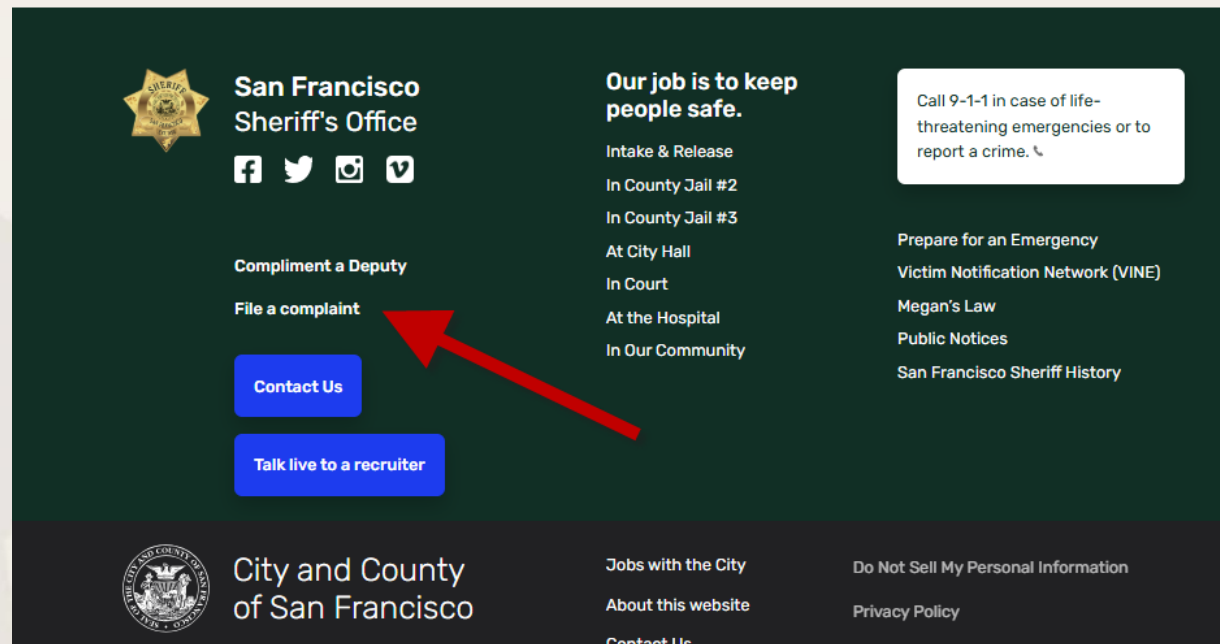 San Francisco
Sheriff's Office
Compliment a Deputy
File a complaint
Contact Us
Talk live to a recruiter
Our job is to keep
people safe.
Intake & Release
In County Jail #2
In County Jail #3
At City Hall
In Court
At the Hospital
In Our Community
Call 9-1-1 in case of life-
threatening emergencies or to
report a crime.
Prepare for an Emergency
Victim Notification Network (VINE)
Megan's Law
Public Notices
San Francisco Sheriff History
City and County
of San Francisco
Jobs with the City
About this website
Contact Us
Do Not Sell My Personal Information
Privacy Policy